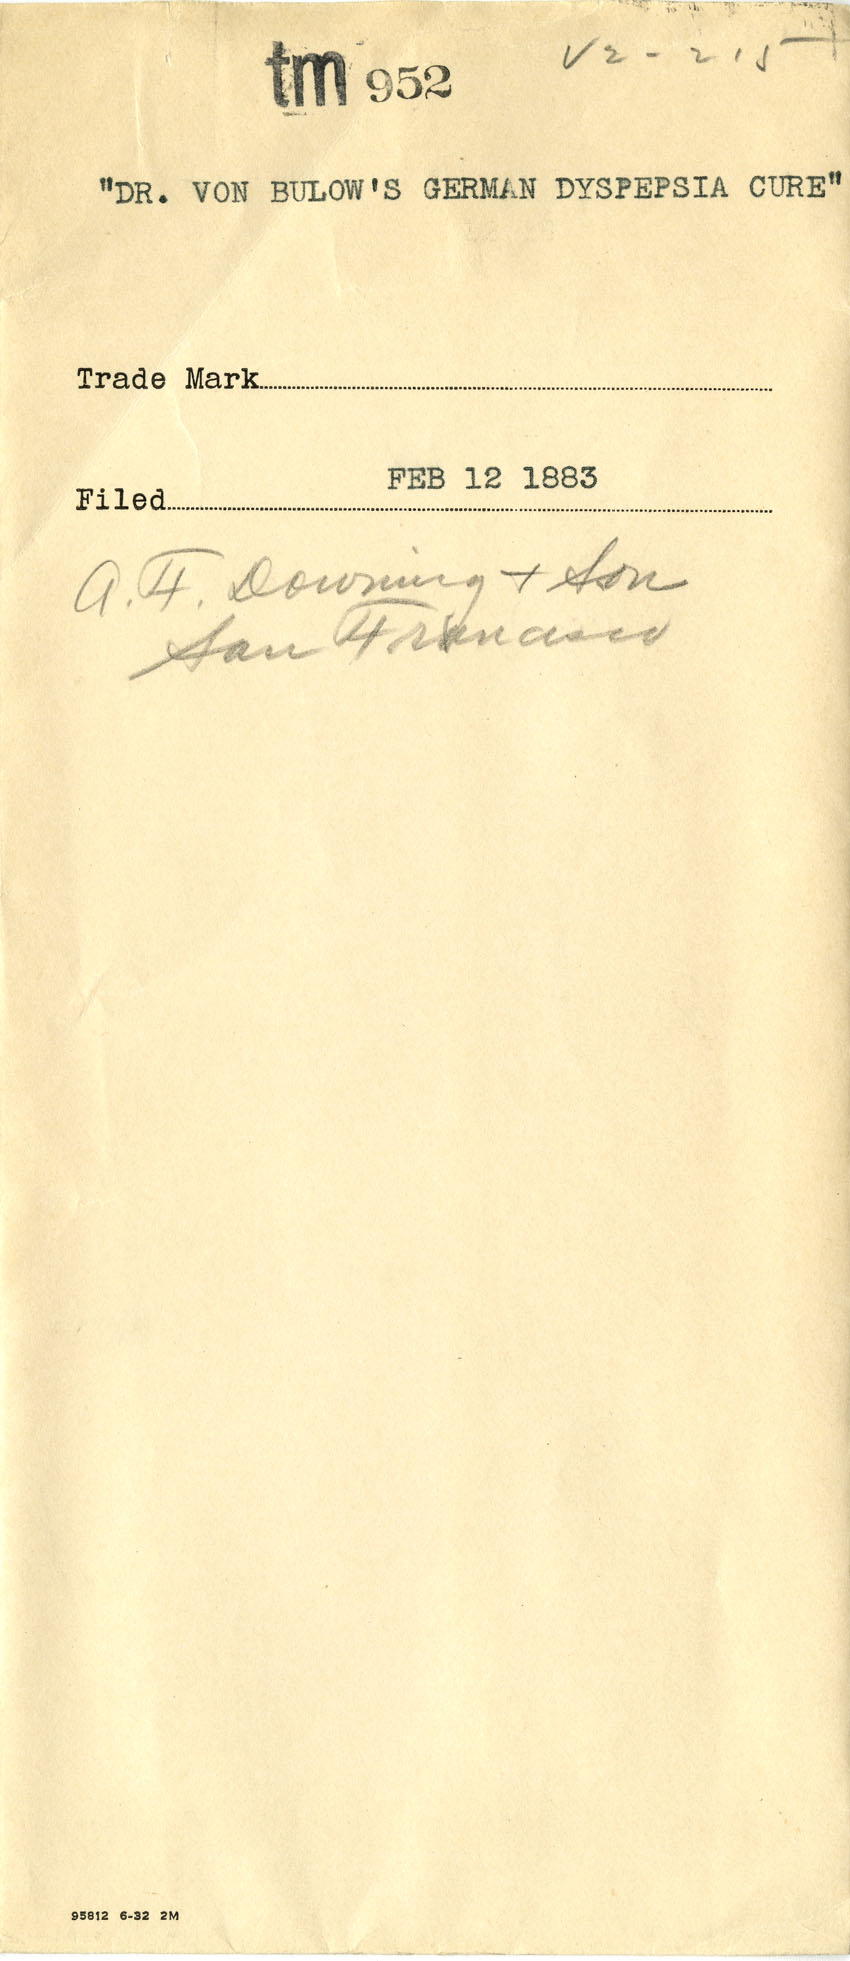 tm 952
V2-215
"DR. VON BULOW'S GERMAN DYSPEPSIA CURE"
Trade Mark
FEB 12 1883
Filed
A. F. Downing + Son
San Francisco
95812 6-32 2M